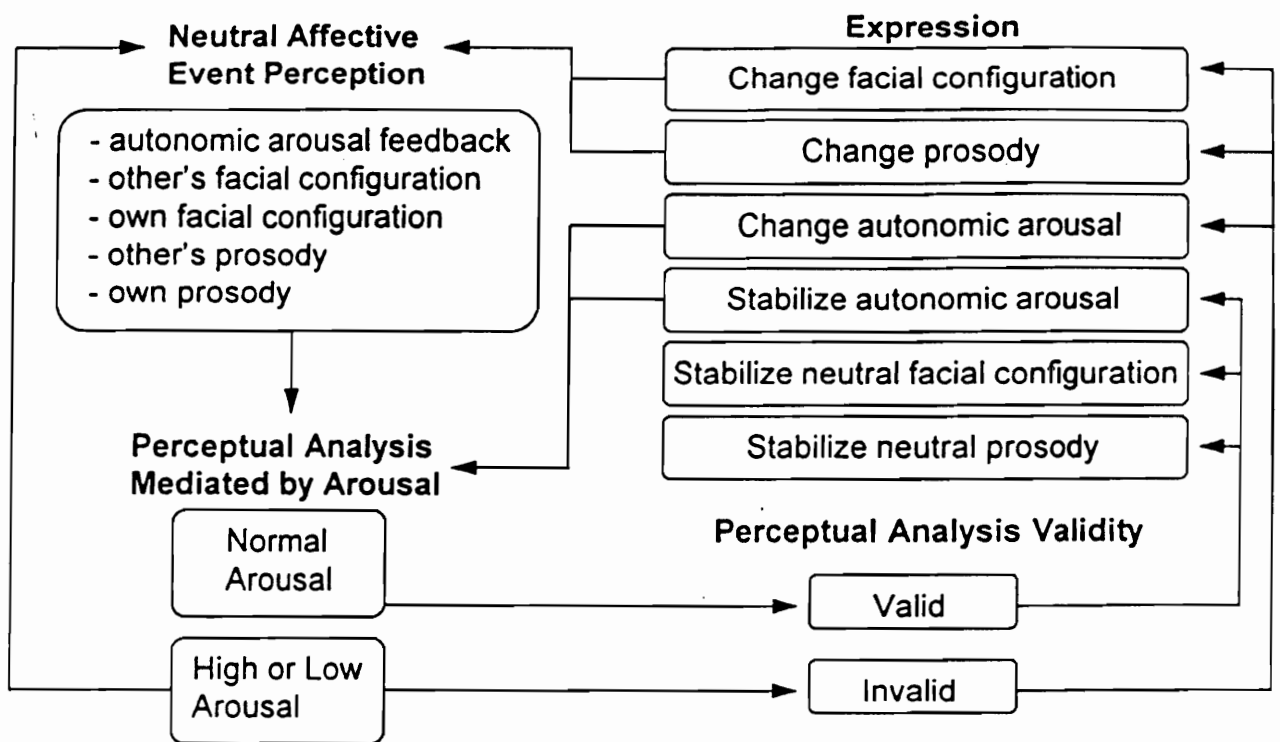 Neutral Affective
Event Perception
- autonomic arousal feedback
- other's facial configuration
- own facial configuration
- other's prosody
- own prosody
Perceptual Analysis
Mediated by Arousal
Normal
Arousal
High or Low
Arousal
Expression
Change facial configuration
Change prosody
Change autonomic arousal
Stabilize autonomic arousal
Stabilize neutral facial configuration
Stabilize neutral prosody
Perceptual Analysis Validity
Valid
Invalid